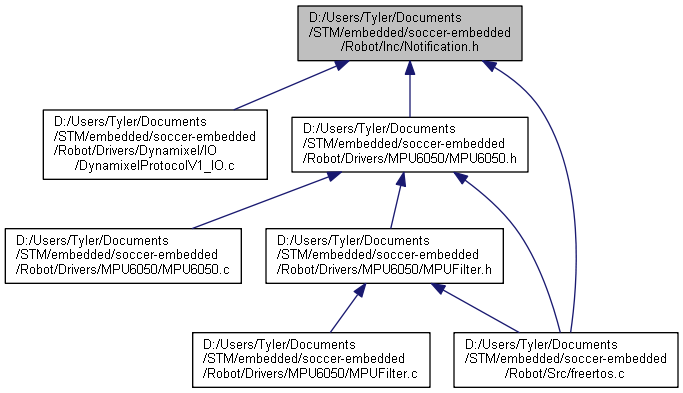 D:/Users/Tyler/Documents
/STM/embedded/soccer-embedded
/Robot/Inc/Notification.h
D:/Users/Tyler/Documents
/STM/embedded/soccer-embedded
/Robot/Drivers/Dynamixel/IO
/DynamixelProtocolV1_IO.c
D:/Users/Tyler/Documents
/STM/embedded/soccer-embedded
/Robot/Drivers/MPU6050/MPU6050.h
D:/Users/Tyler/Documents
/STM/embedded/soccer-embedded
/Robot/Drivers/MPU6050/MPU6050.c
D:/Users/Tyler/Documents
/STM/embedded/soccer-embedded
/Robot/Drivers/MPU6050/MPUFilter.h
D:/Users/Tyler/Documents
/STM/embedded/soccer-embedded
/Robot/Drivers/MPU6050/MPUFilter.c
D:/Users/Tyler/Documents
/STM/embedded/soccer-embedded
/Robot/Src/freertos.c